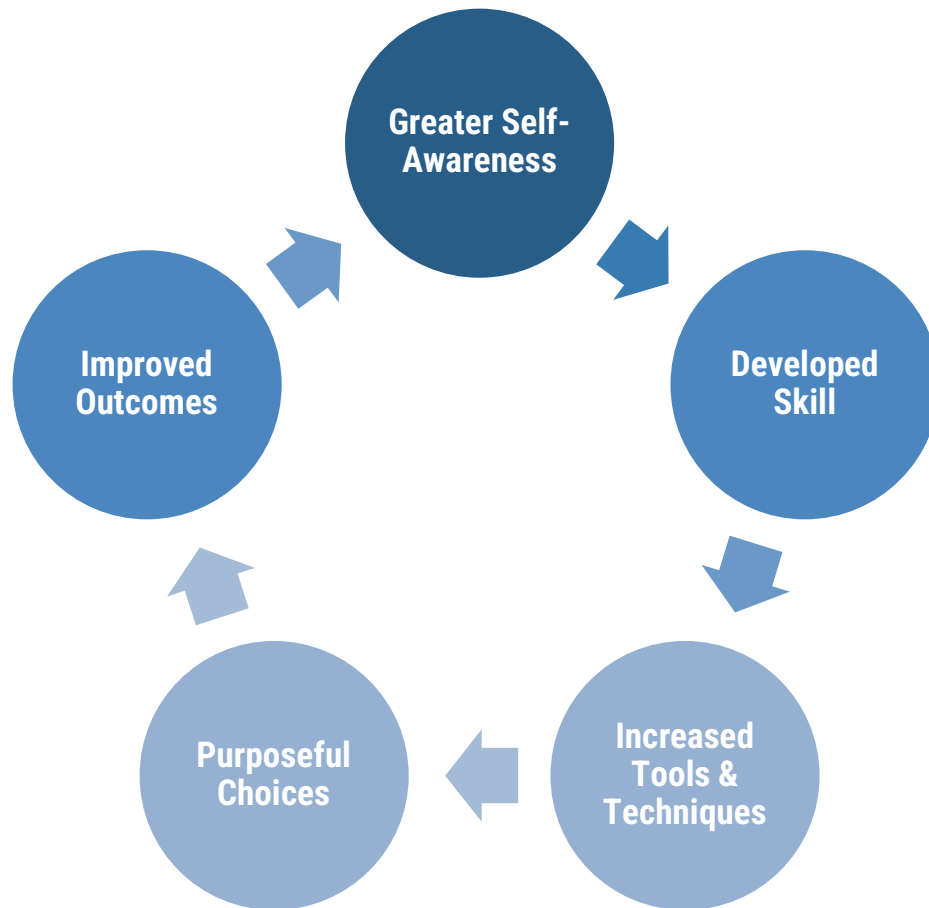 Greater Self-
Awareness
Developed
Skill
Increased
Tools &
Techniques
Purposeful
Choices
Improved
Outcomes